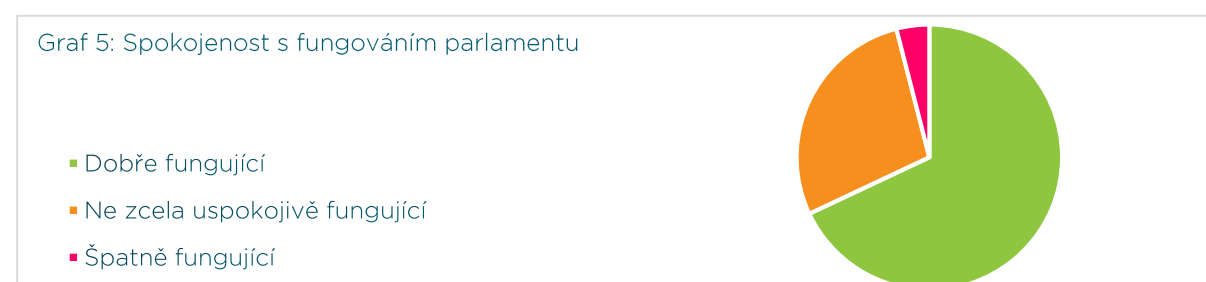 Graf 5: Spokojenost s fungováním parlamentu
Dobře fungující
Ne zcela uspokojivě fungující
Špatně fungující